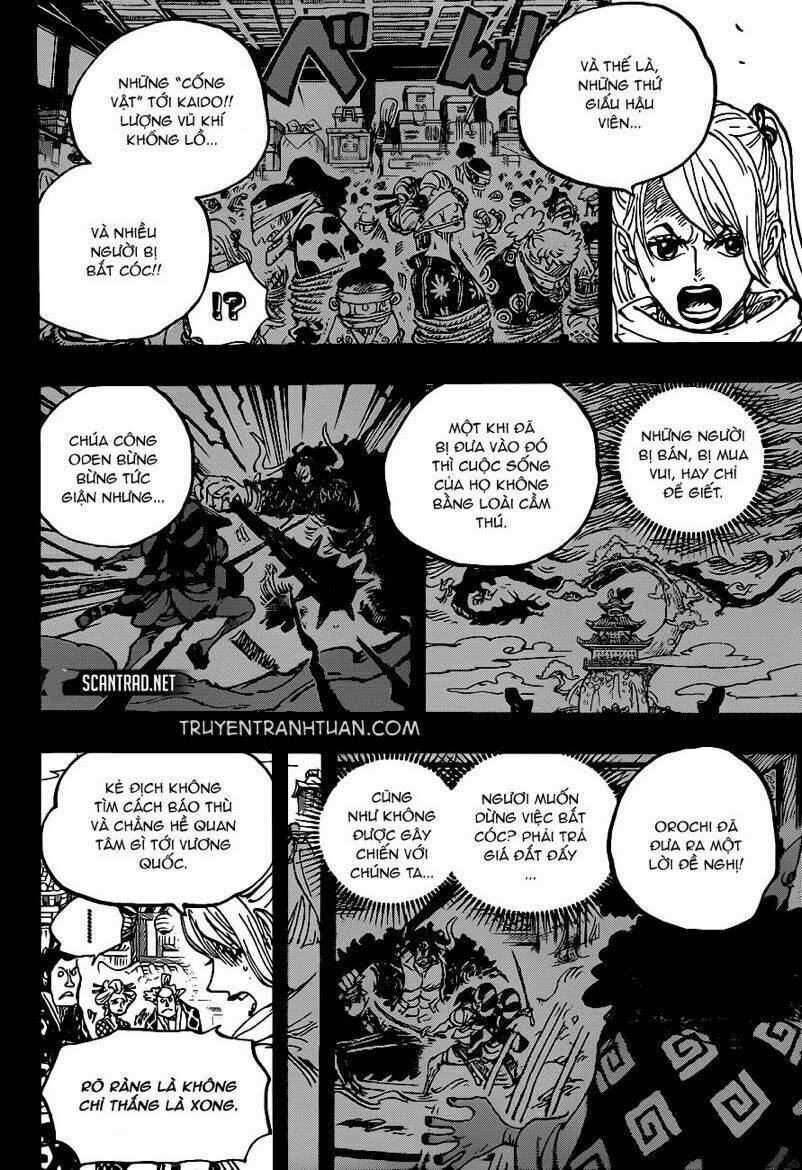 VÀ THẾ LÀ,
NHỮNG THỨ
GIẤU HẬU
VIÊN...
べんっ!
NHỮNG "CỐNG
VẬT" TỚI KAIDO!!
LƯỢNG VŨ KHÍ
KHỔNG LỒ...
VÀ NHIỀU
NGƯỜI BỊ
BẮT CÓC!!
!?
NHỮNG NGƯỜI
BỊ BÁN, BỊ MUA
VUI, HAY CHỈ
ĐỂ GIẾT.
MỘT KHI ĐÃ
BỊ ĐƯA VÀO ĐÓ
THÌ CUỘC SỐNG
CỦA HỌ KHÔNG
BẰNG LOÀI CẦM
THÚ.
CHÚA CÔNG
ODEN BỪNG
BỪNG TỨC
GIẬN NHƯNG...
SCANTRAD.NET
TRUYENTRANHTUAN.COM
OROCHI ĐÃ
ĐƯA RA MỘT
LỜI ĐỀ NGHỊ!
NGƯƠI MUỐN
DỪNG VIỆC BẮT
CÓC? PHẢI TRẢ
GIÁ ĐẮT ĐẤY
...
CŨNG
NHƯ KHÔNG
ĐƯỢC GÂY
CHIẾN VỚI
CHÚNG TA...
KẺ ĐỊCH KHÔNG
TÌM CÁCH BÁO THÙ
VÀ CHẲNG HỀ QUAN
TÂM GÌ TỚI VƯƠNG
QUỐC.
......
RÕ RÀNG LÀ KHÔNG
CHỈ THẮNG LÀ XONG.